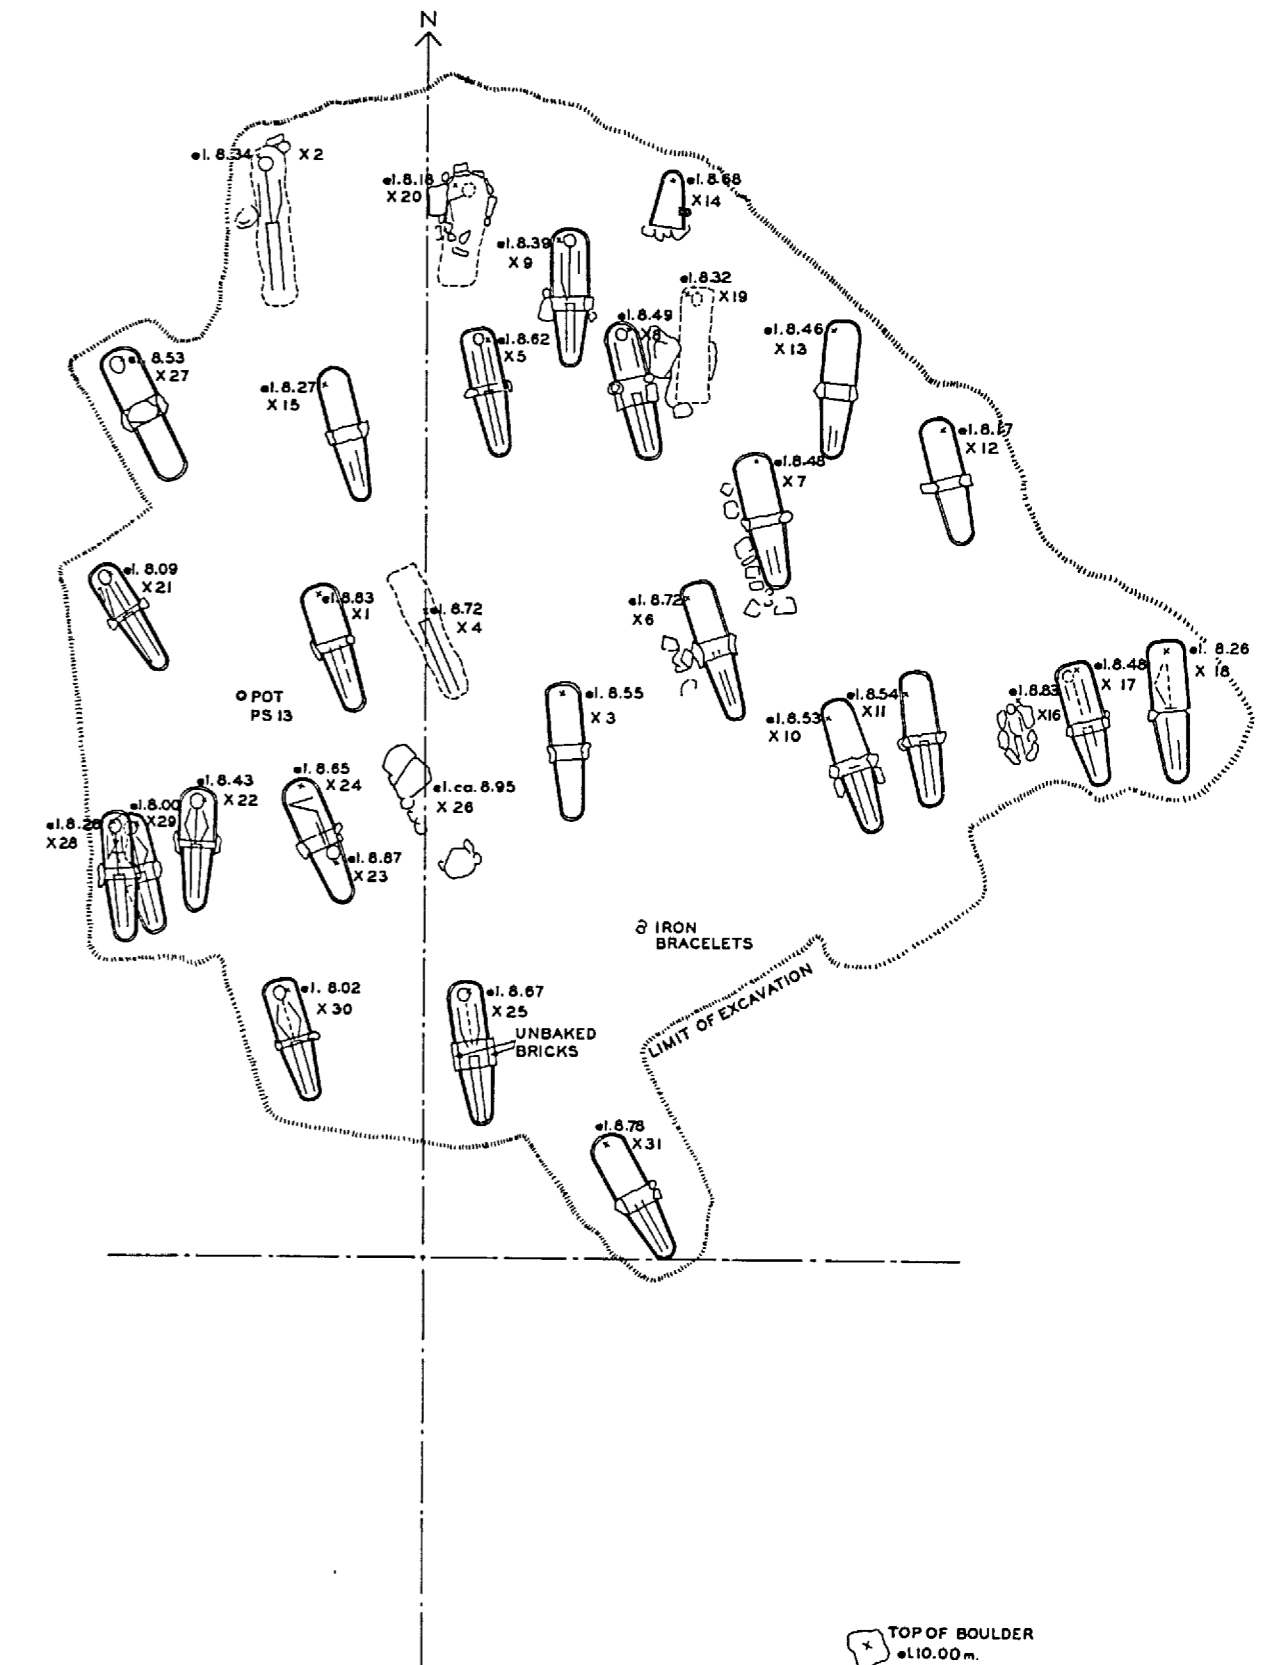 N
el. 8.34 X 2
el. 8.18
X 20
el. 8.68
X 14
el. 8.39
X 9
el. 8.32
X 19
el. 8.49
X 8
el. 8.46
X 13
el. 8.62
X 5
el. 8.53
X 27
el. 8.27
X 15
el. 8.17
X 12
el. 8.48
X 7
el. 8.09
X 21
el. 8.83
X 1
el. 8.72
X 4
el. 8.72
X 6
el. 8.26
X 18
el. 8.48
X 17
el. 8.83
X 16
el. 8.54
X 11
el. 8.53
X 10
el. 8.55
X 3
POT
PS 13
el. 8.65
X 24
el. 8.43
X 22
el. ca. 8.95
X 26
el. 8.00
X 29
X 28
el. 8.87
X 23
IRON
BRACELETS
LIMIT OF EXCAVATION
el. 8.02
X 30
el. 8.67
X 25
UNBAKED
BRICKS
el. 8.78
X 31
TOP OF BOULDER
el. 10.00 m.